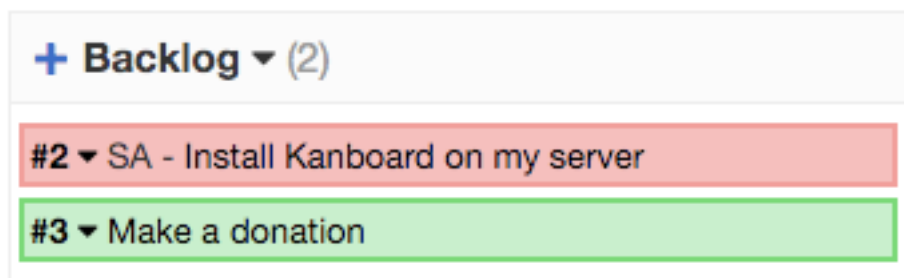 + Backlog (2)
#2 SA - Install Kanboard on my server
#3 Make a donation